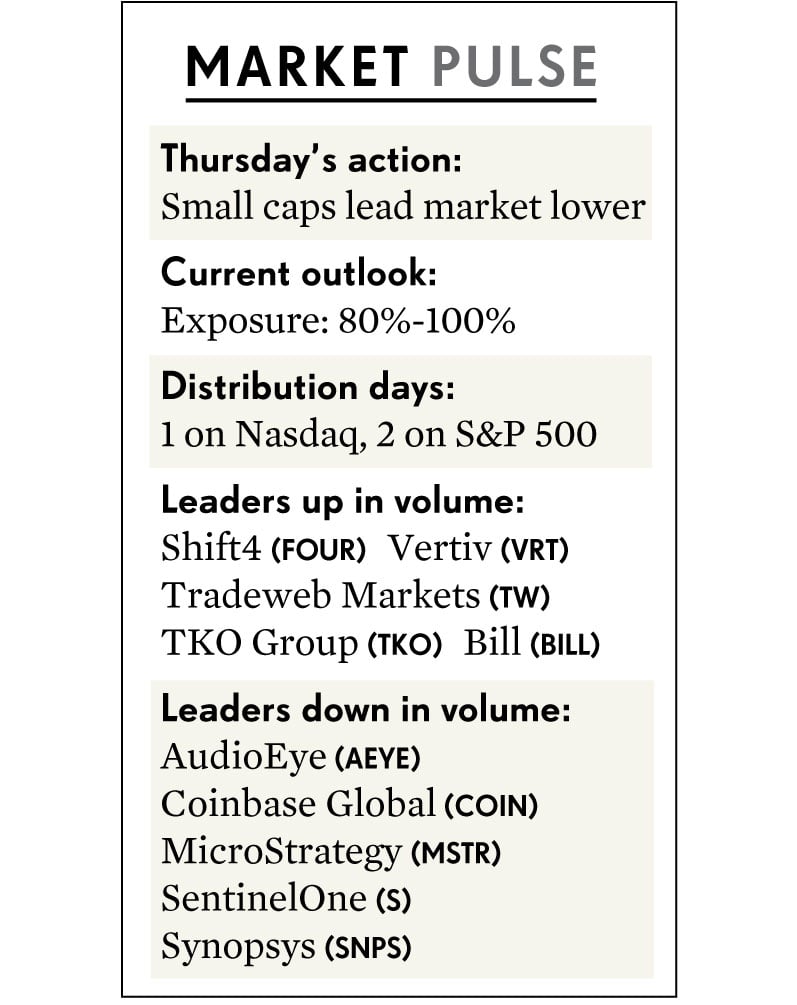 MARKET PULSE
Thursday's action:
Small caps lead market lower
Current outlook:
Exposure: 80%-100%
Distribution days:
1 on Nasdaq, 2 on S&P 500
Leaders up in volume:
Shift4 (FOUR) Vertiv (VRT)
Tradeweb Markets (TW)
TKO Group (TKO) Bill (BILL)
Leaders down in volume:
AudioEye (AEYE)
Coinbase Global (COIN)
MicroStrategy (MSTR)
SentinelOne (S)
Synopsys (SNPS)